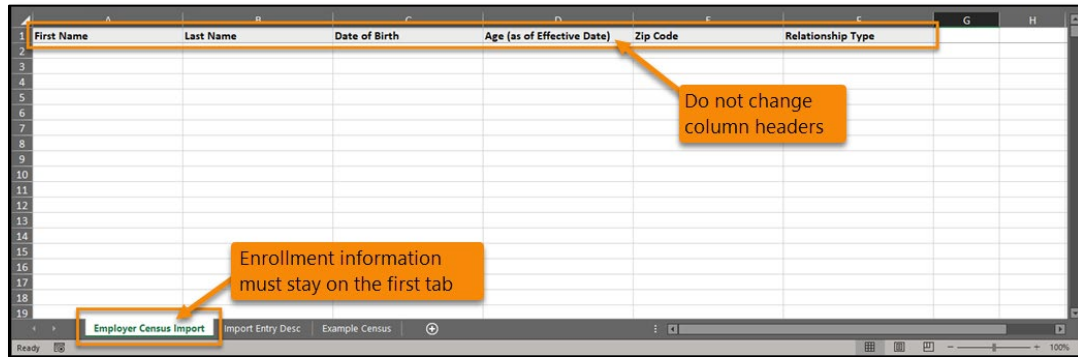 A B C D E F G H
1 First Name Last Name Date of Birth Age (as of Effective Date) Zip Code Relationship Type
2
3
4
5
6
7
8
9
10
11
12
13
14
15
16
17
18
19
Do not change
column headers
Enrollment information
must stay on the first tab
Employer Census Import Import Entry Desc Example Census
Ready 100%